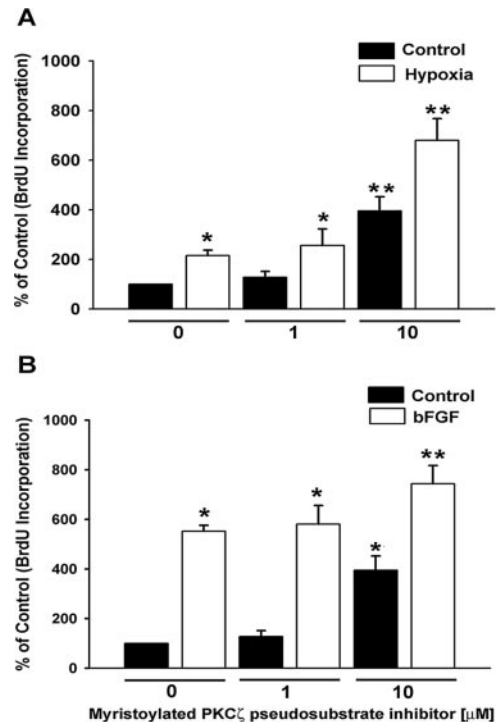 A
Control
Hypoxia
% of Control (BrdU Incorporation)
1000
800
600
400
200
0
*
*
**
**
0
1
10
B
Control
bFGF
% of Control (BrdU Incorporation)
1000
800
600
400
200
0
*
*
*
**
0
1
10
Myristoylated PKCζ pseudosubstrate inhibitor [μM]